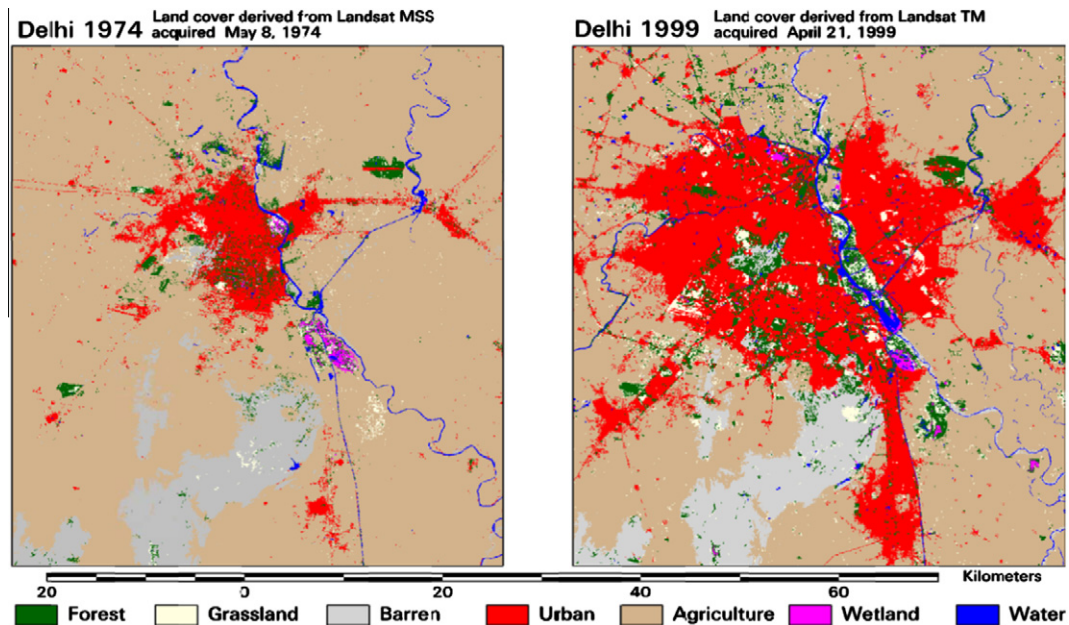 Delhi 1974 Land cover derived from Landsat MSS
acquired May 8, 1974
Delhi 1999 Land cover derived from Landsat TM
acquired April 21, 1999
20 0 20 40 60 Kilometers
Forest Grassland Barren Urban Agriculture Wetland Water